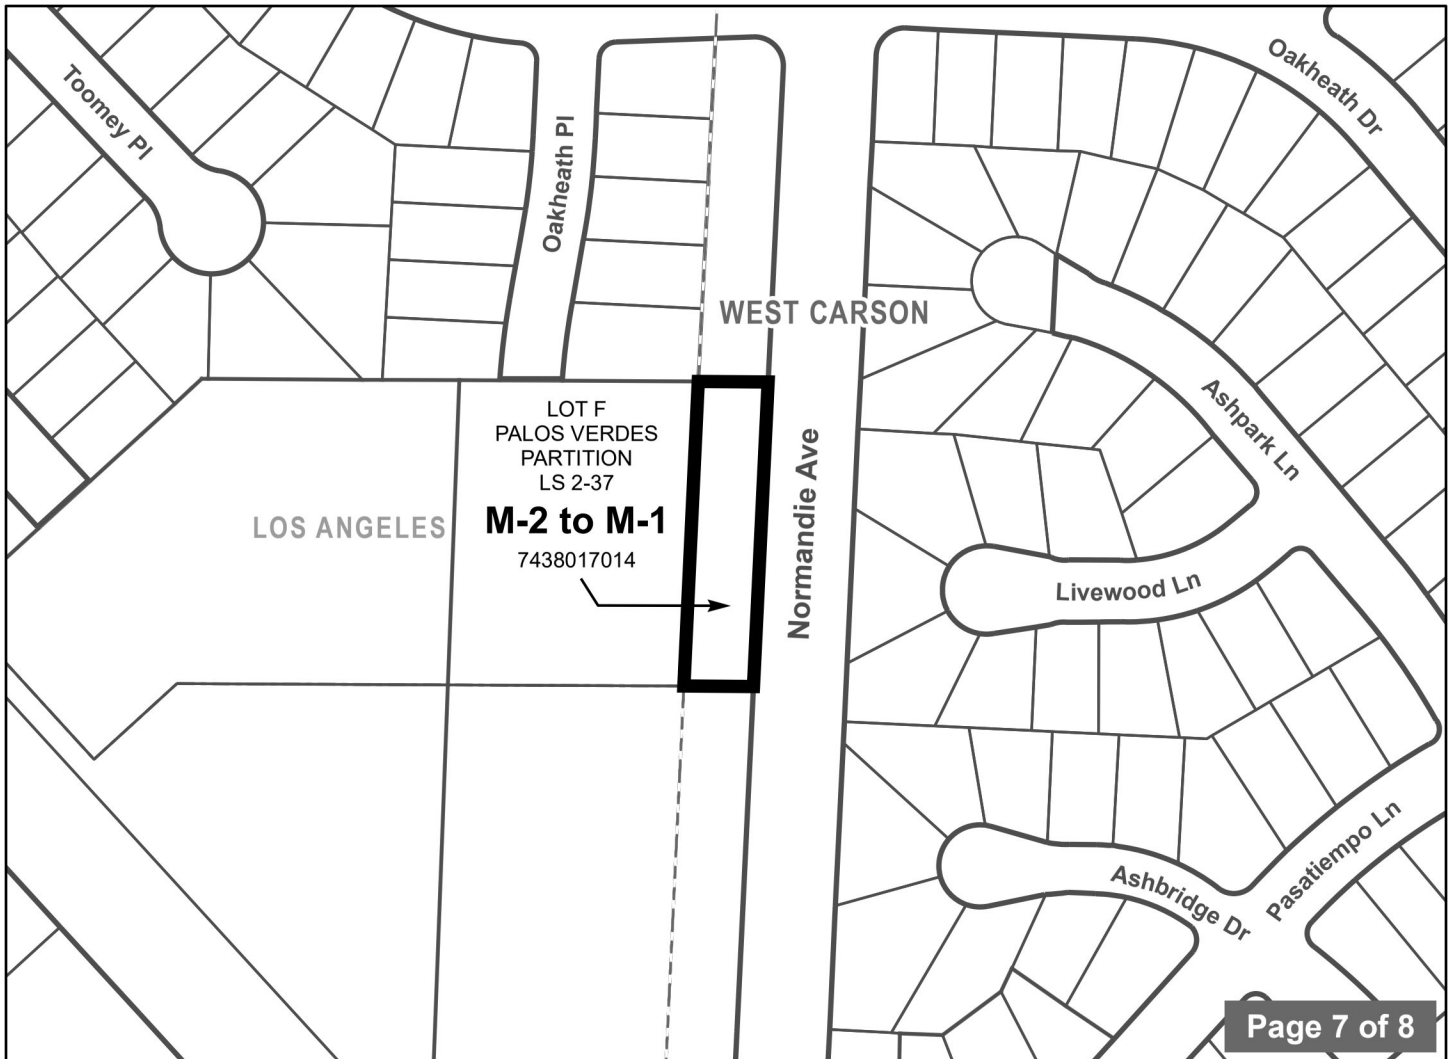 Toomey Pl
Oakheath Pl
Oakheath Dr
WEST CARSON
LOT F
PALOS VERDES
PARTITION
LS 2-37
M-2 to M-1
7438017014
LOS ANGELES
Normandie Ave
Ashpark Ln
Livewood Ln
Ashbridge Dr
Pasatiempo Ln
Page 7 of 8